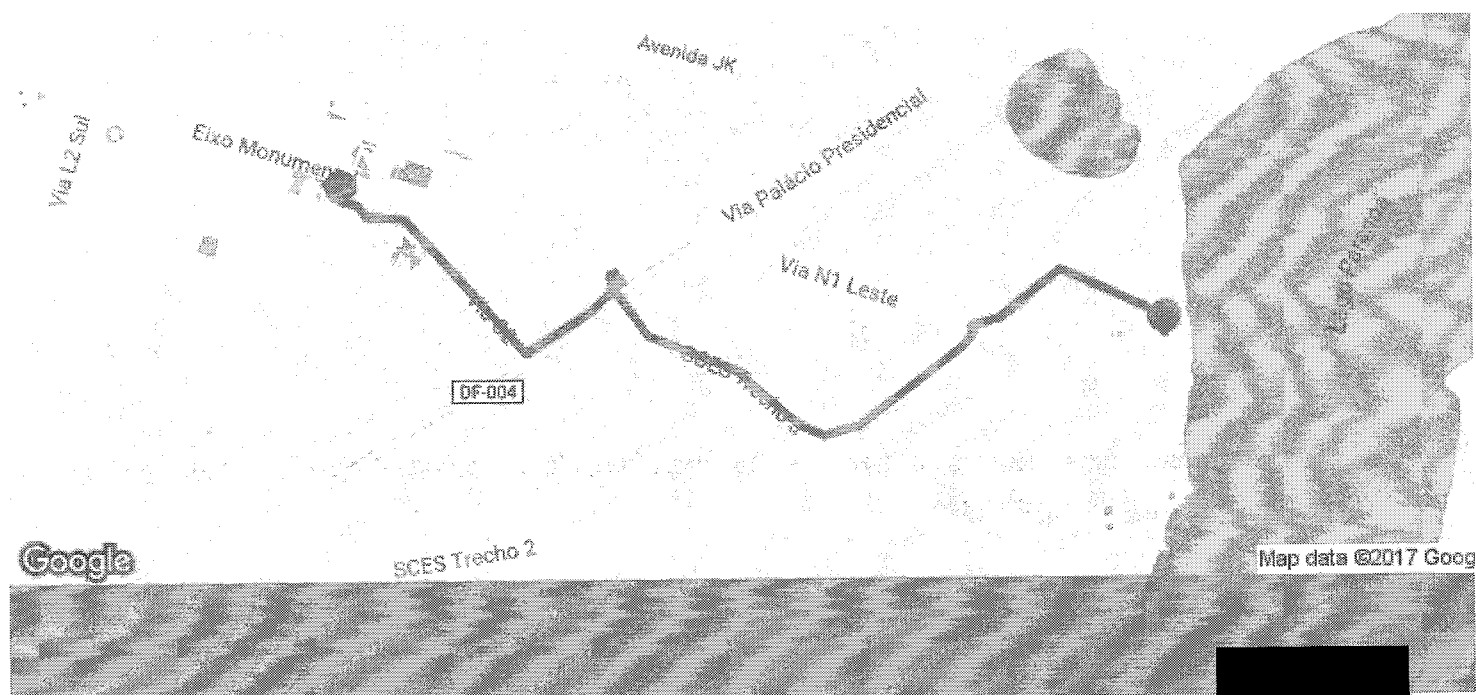 Avenida JK
Via L2 Sul
Eixo Monumen
Via Palácio Presidencial
Via N1 Leste
DF-004
SCES Trecho 2
Google
Map data ©2017 Goog